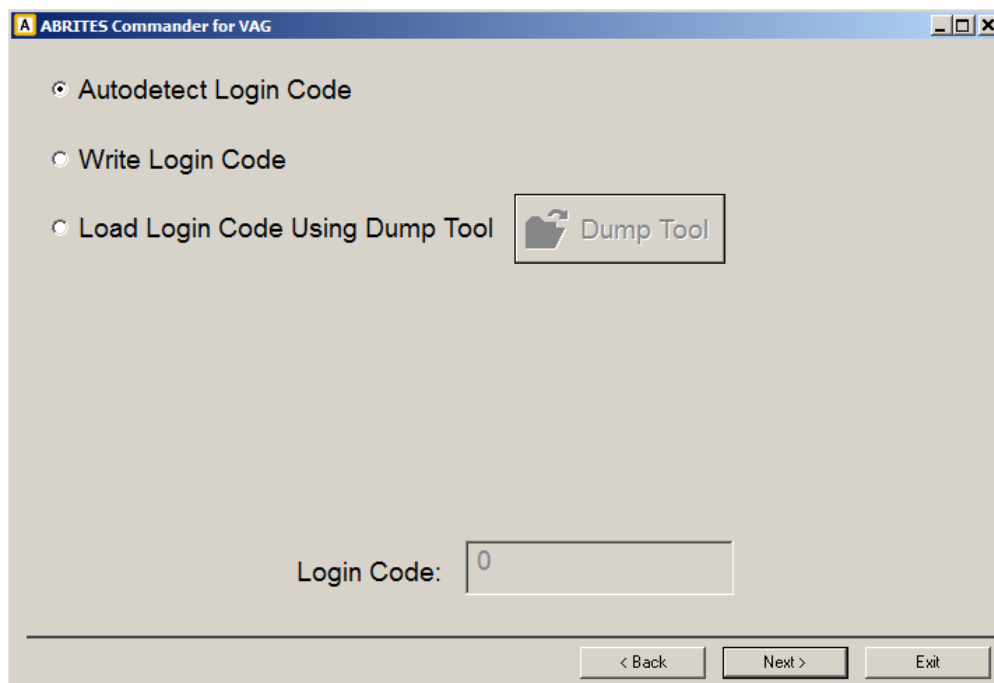 A ABRITES Commander for VAG
Autodetect Login Code
Write Login Code
Load Login Code Using Dump Tool Dump Tool
Login Code: 0
< Back Next > Exit